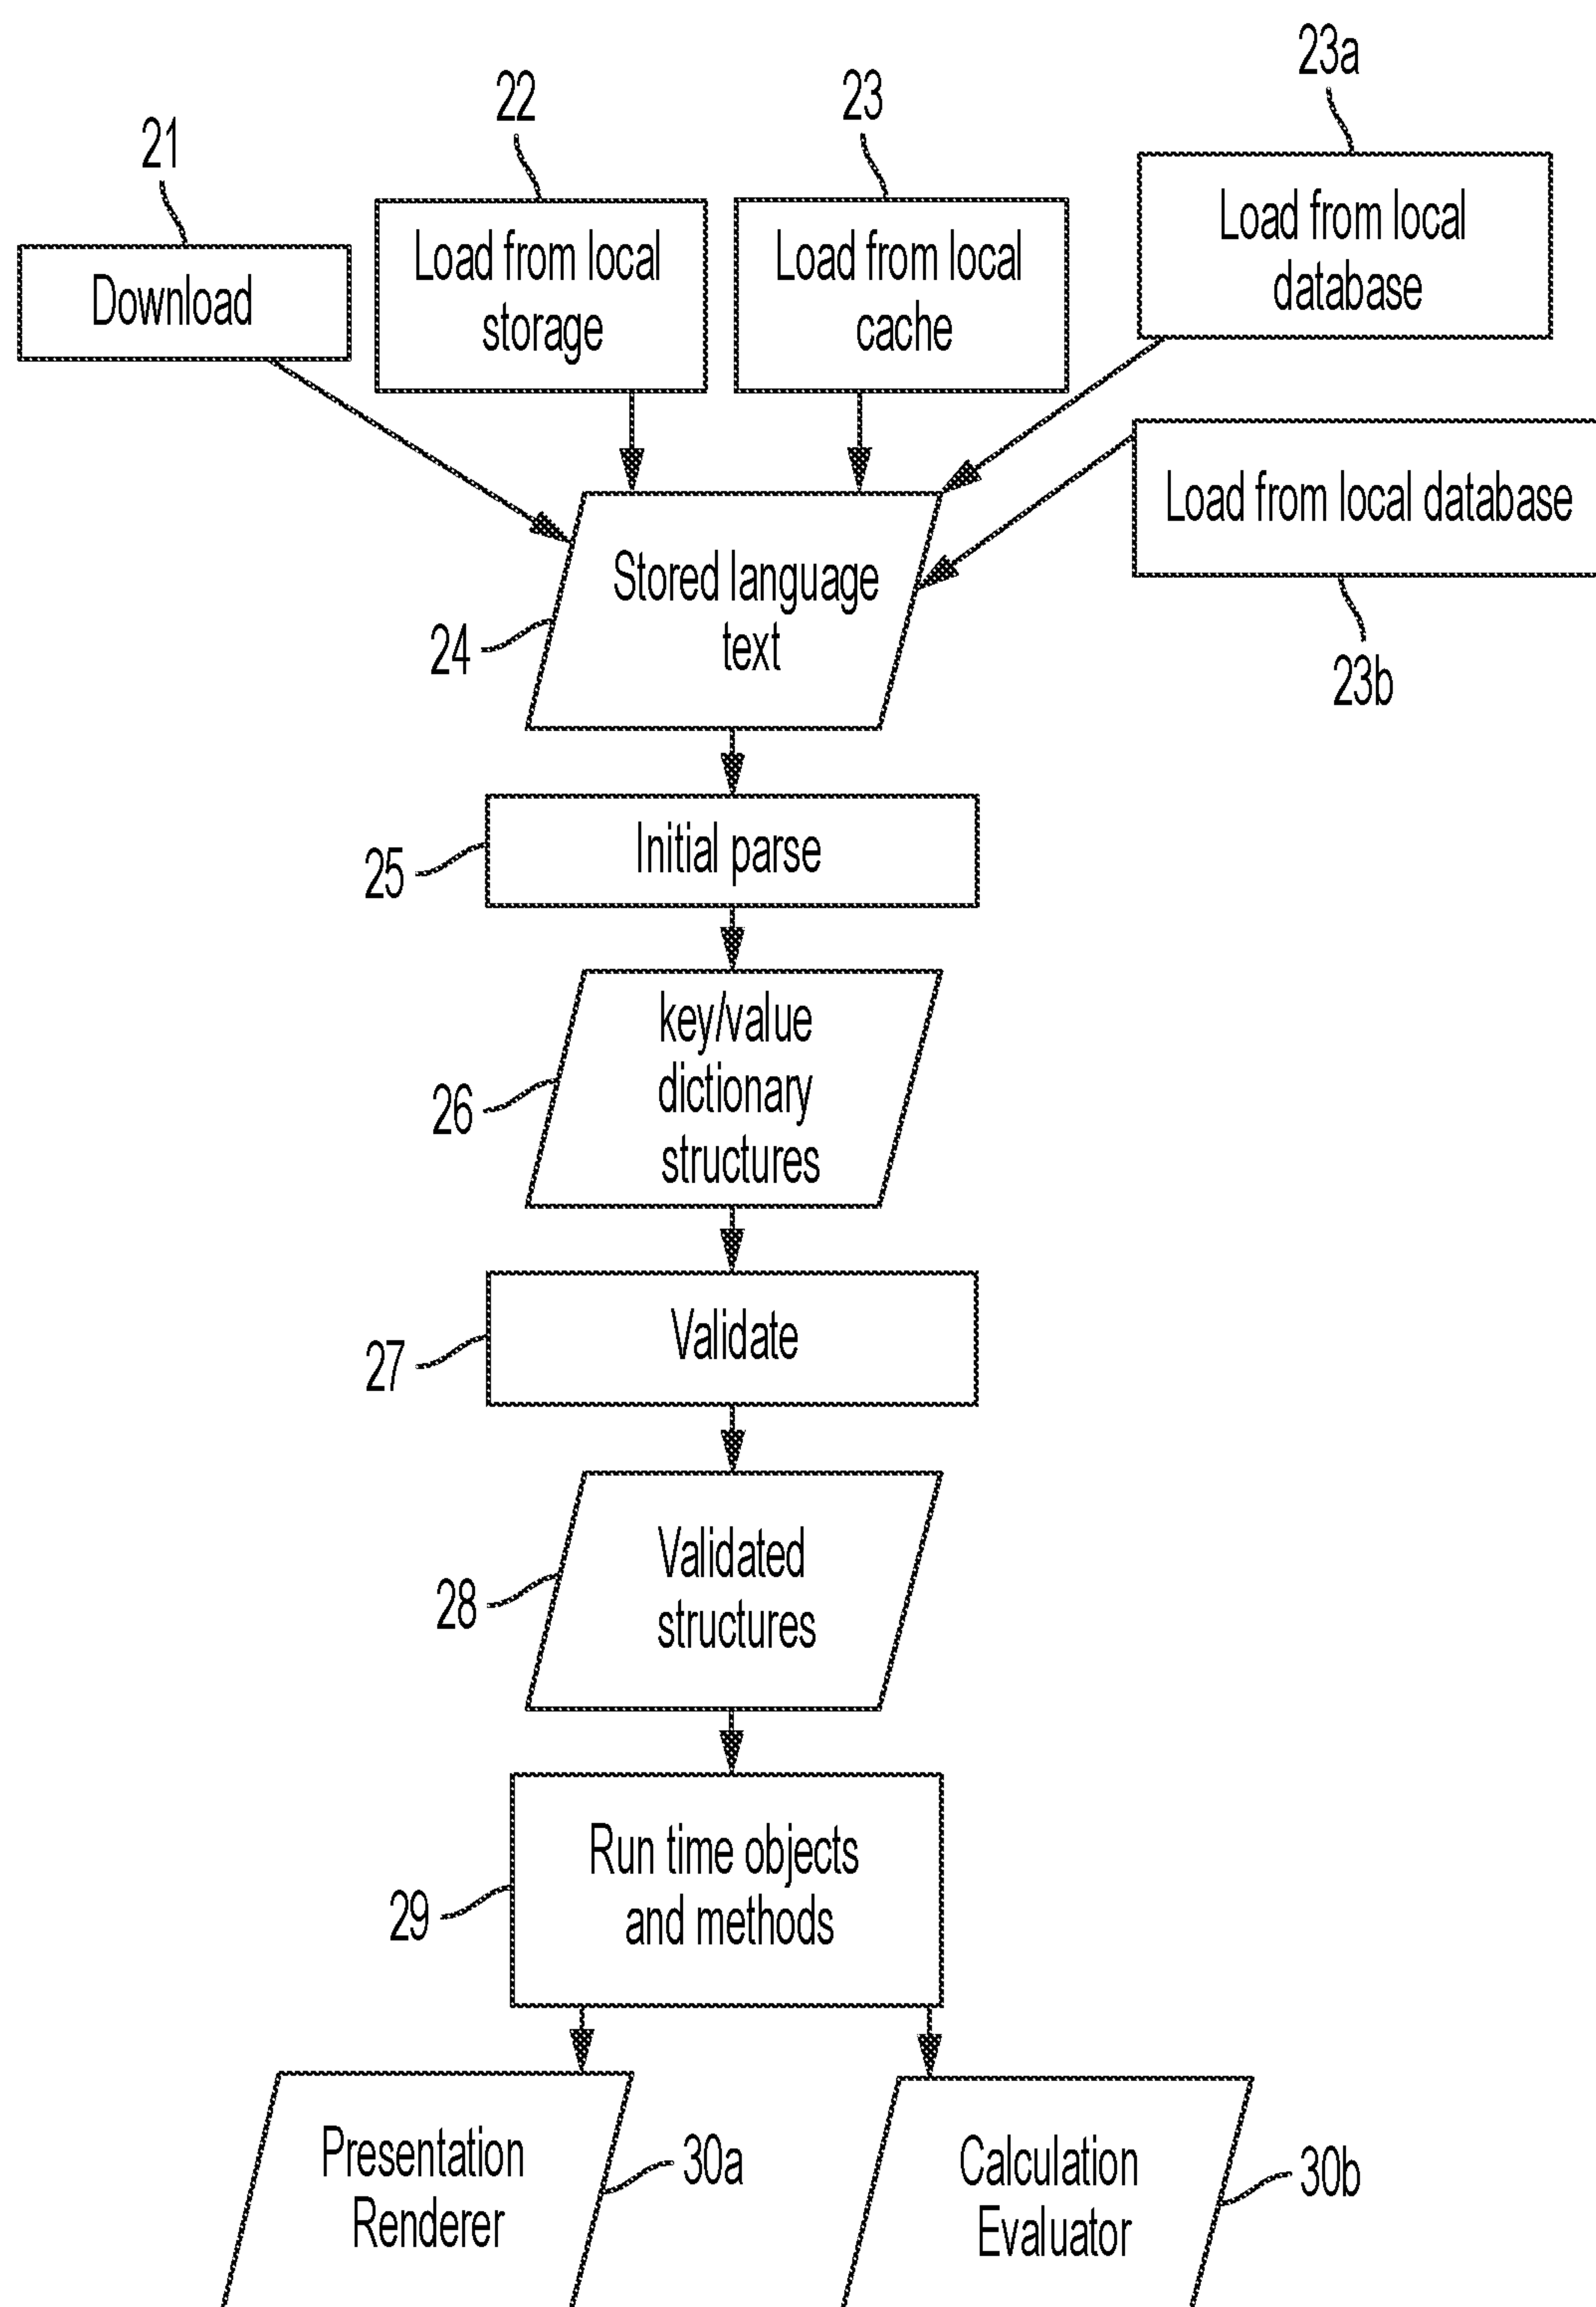 23a
22
23
21
Load from local
database
Load from local
storage
Load from local
cache
Download
Load from local database
23b
Stored language
text
24
Initial parse
25
key/value
dictionary
structures
26
Validate
27
Validated
structures
28
Run time objects
and methods
29
Presentation
Renderer
30a
Calculation
Evaluator
30b